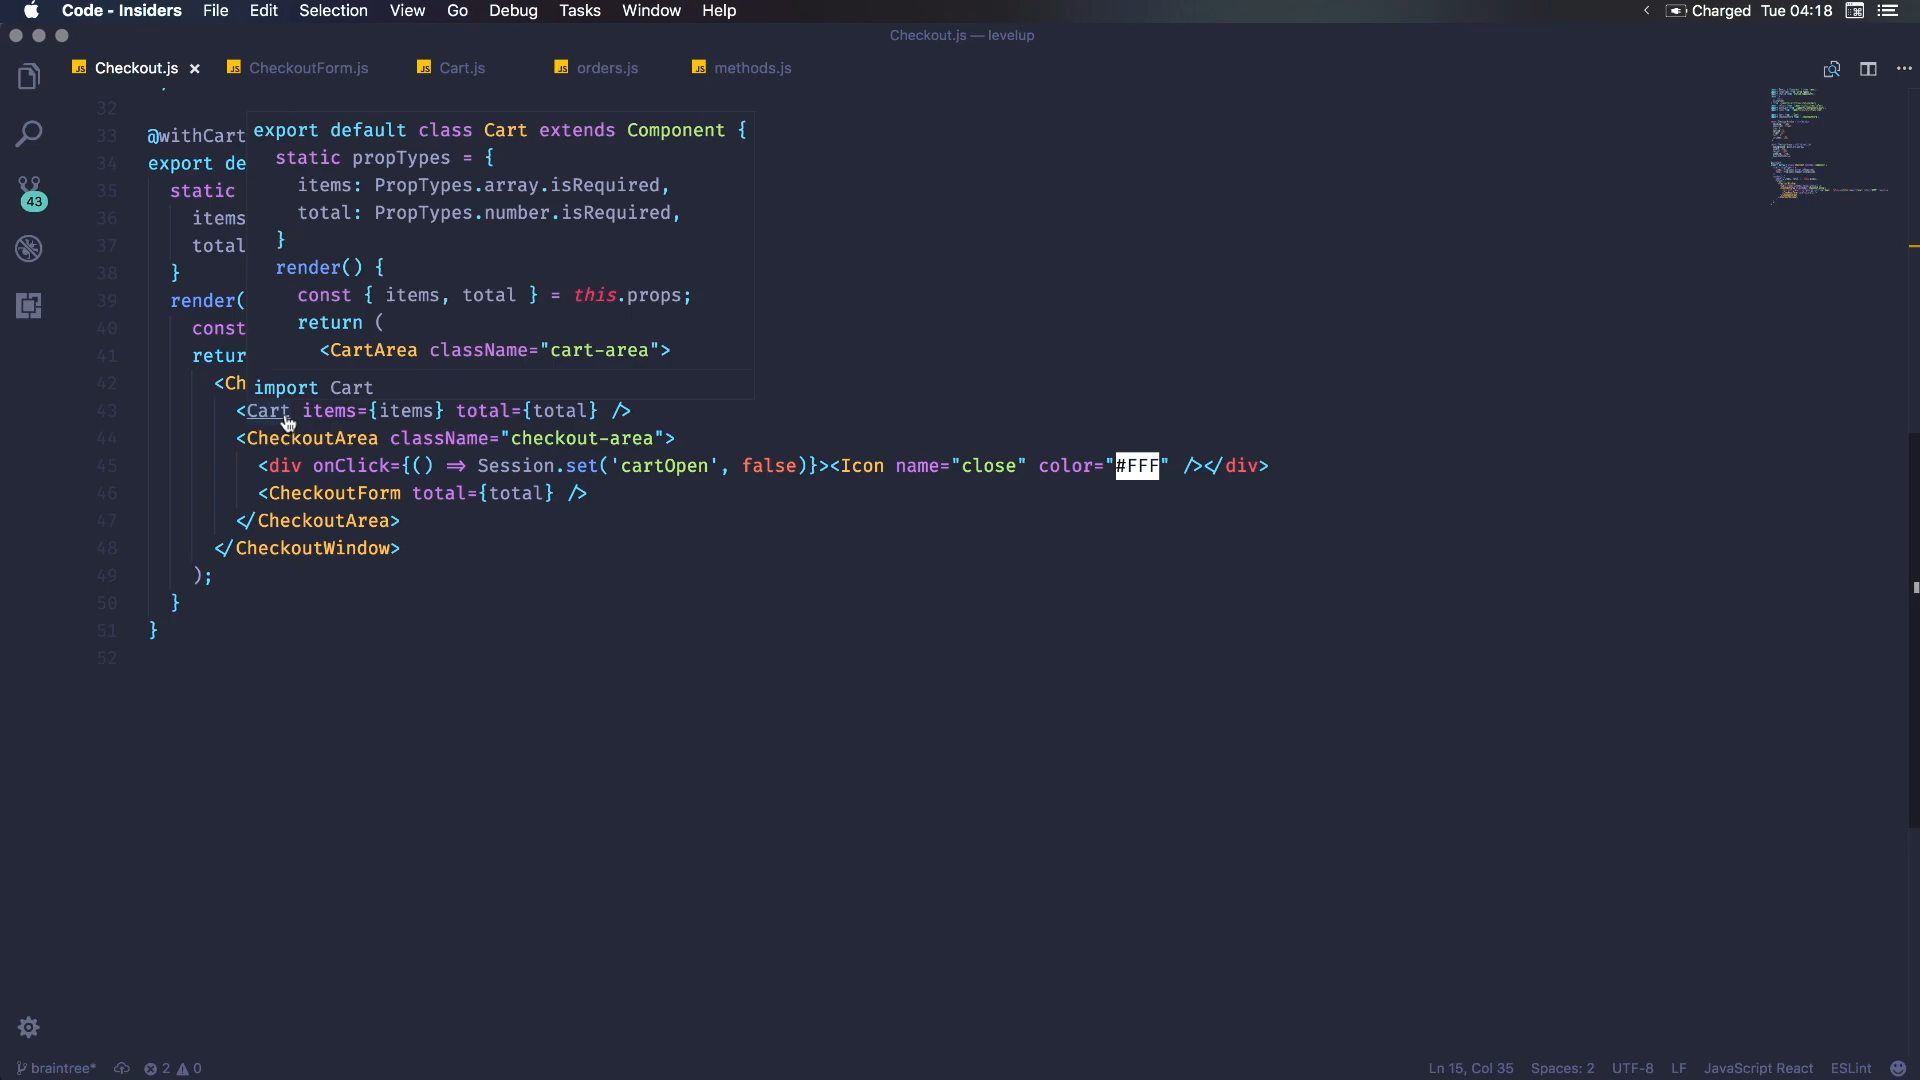 Code - Insiders File Edit Selection View Go Debug Tasks Window Help < Charged Tue 04:18
Checkout.js — levelup
JS Checkout.js × JS CheckoutForm.js JS Cart.js JS orders.js JS methods.js
32
33 @withCart export default class Cart extends Component {
34 export de static propTypes = {
35 static items: PropTypes.array.isRequired,
36 items total: PropTypes.number.isRequired,
37 total }
38 } render() {
39 render( const { items, total } = this.props;
40 const return (
41 retur <CartArea className="cart-area">
42 <Ch import Cart
43 <Cart items={items} total={total} />
44 <CheckoutArea className="checkout-area">
45 <div onClick={() => Session.set('cartOpen', false)}><Icon name="close" color="#FFF" /></div>
46 <CheckoutForm total={total} />
47 </CheckoutArea>
48 </CheckoutWindow>
49 );
50 }
51 }
52
43
braintree* 2 0 Ln 15, Col 35 Spaces: 2 UTF-8 LF JavaScript React ESLint